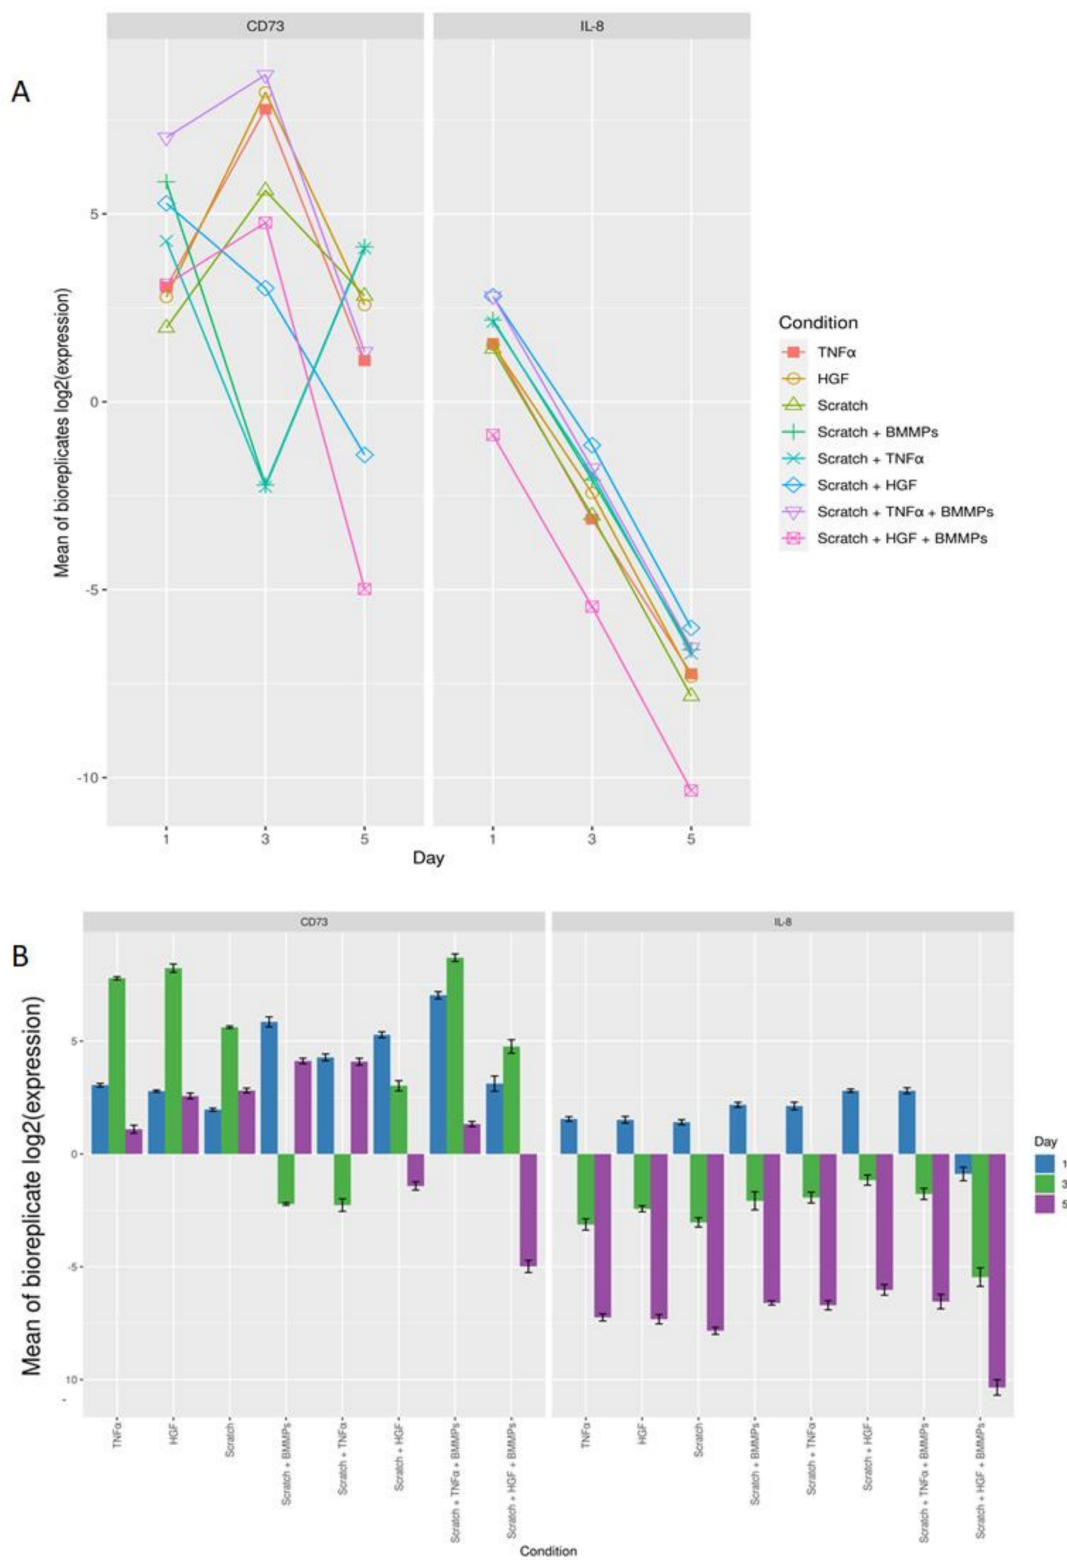 A
CD73 IL-8
Mean of bioreplicates log2(expression)
5
0
-5
-10
1 3 5 1 3 5
Day
Condition
TNFα
HGF
Scratch
Scratch + BMMPs
Scratch + TNFα
Scratch + HGF
Scratch + TNFα + BMMPs
Scratch + HGF + BMMPs
B
CD73 IL-8
Mean of bioreplicate log2(expression)
5
0
-5
10
-
TNFα
HGF
Scratch
Scratch + BMMPs
Scratch + TNFα
Scratch + HGF
Scratch + TNFα + BMMPs
Scratch + HGF + BMMPs
TNFα
HGF
Scratch
Scratch + BMMPs
Scratch + TNFα
Scratch + HGF
Scratch + TNFα + BMMPs
Scratch + HGF + BMMPs
Condition
Day
1
3
5